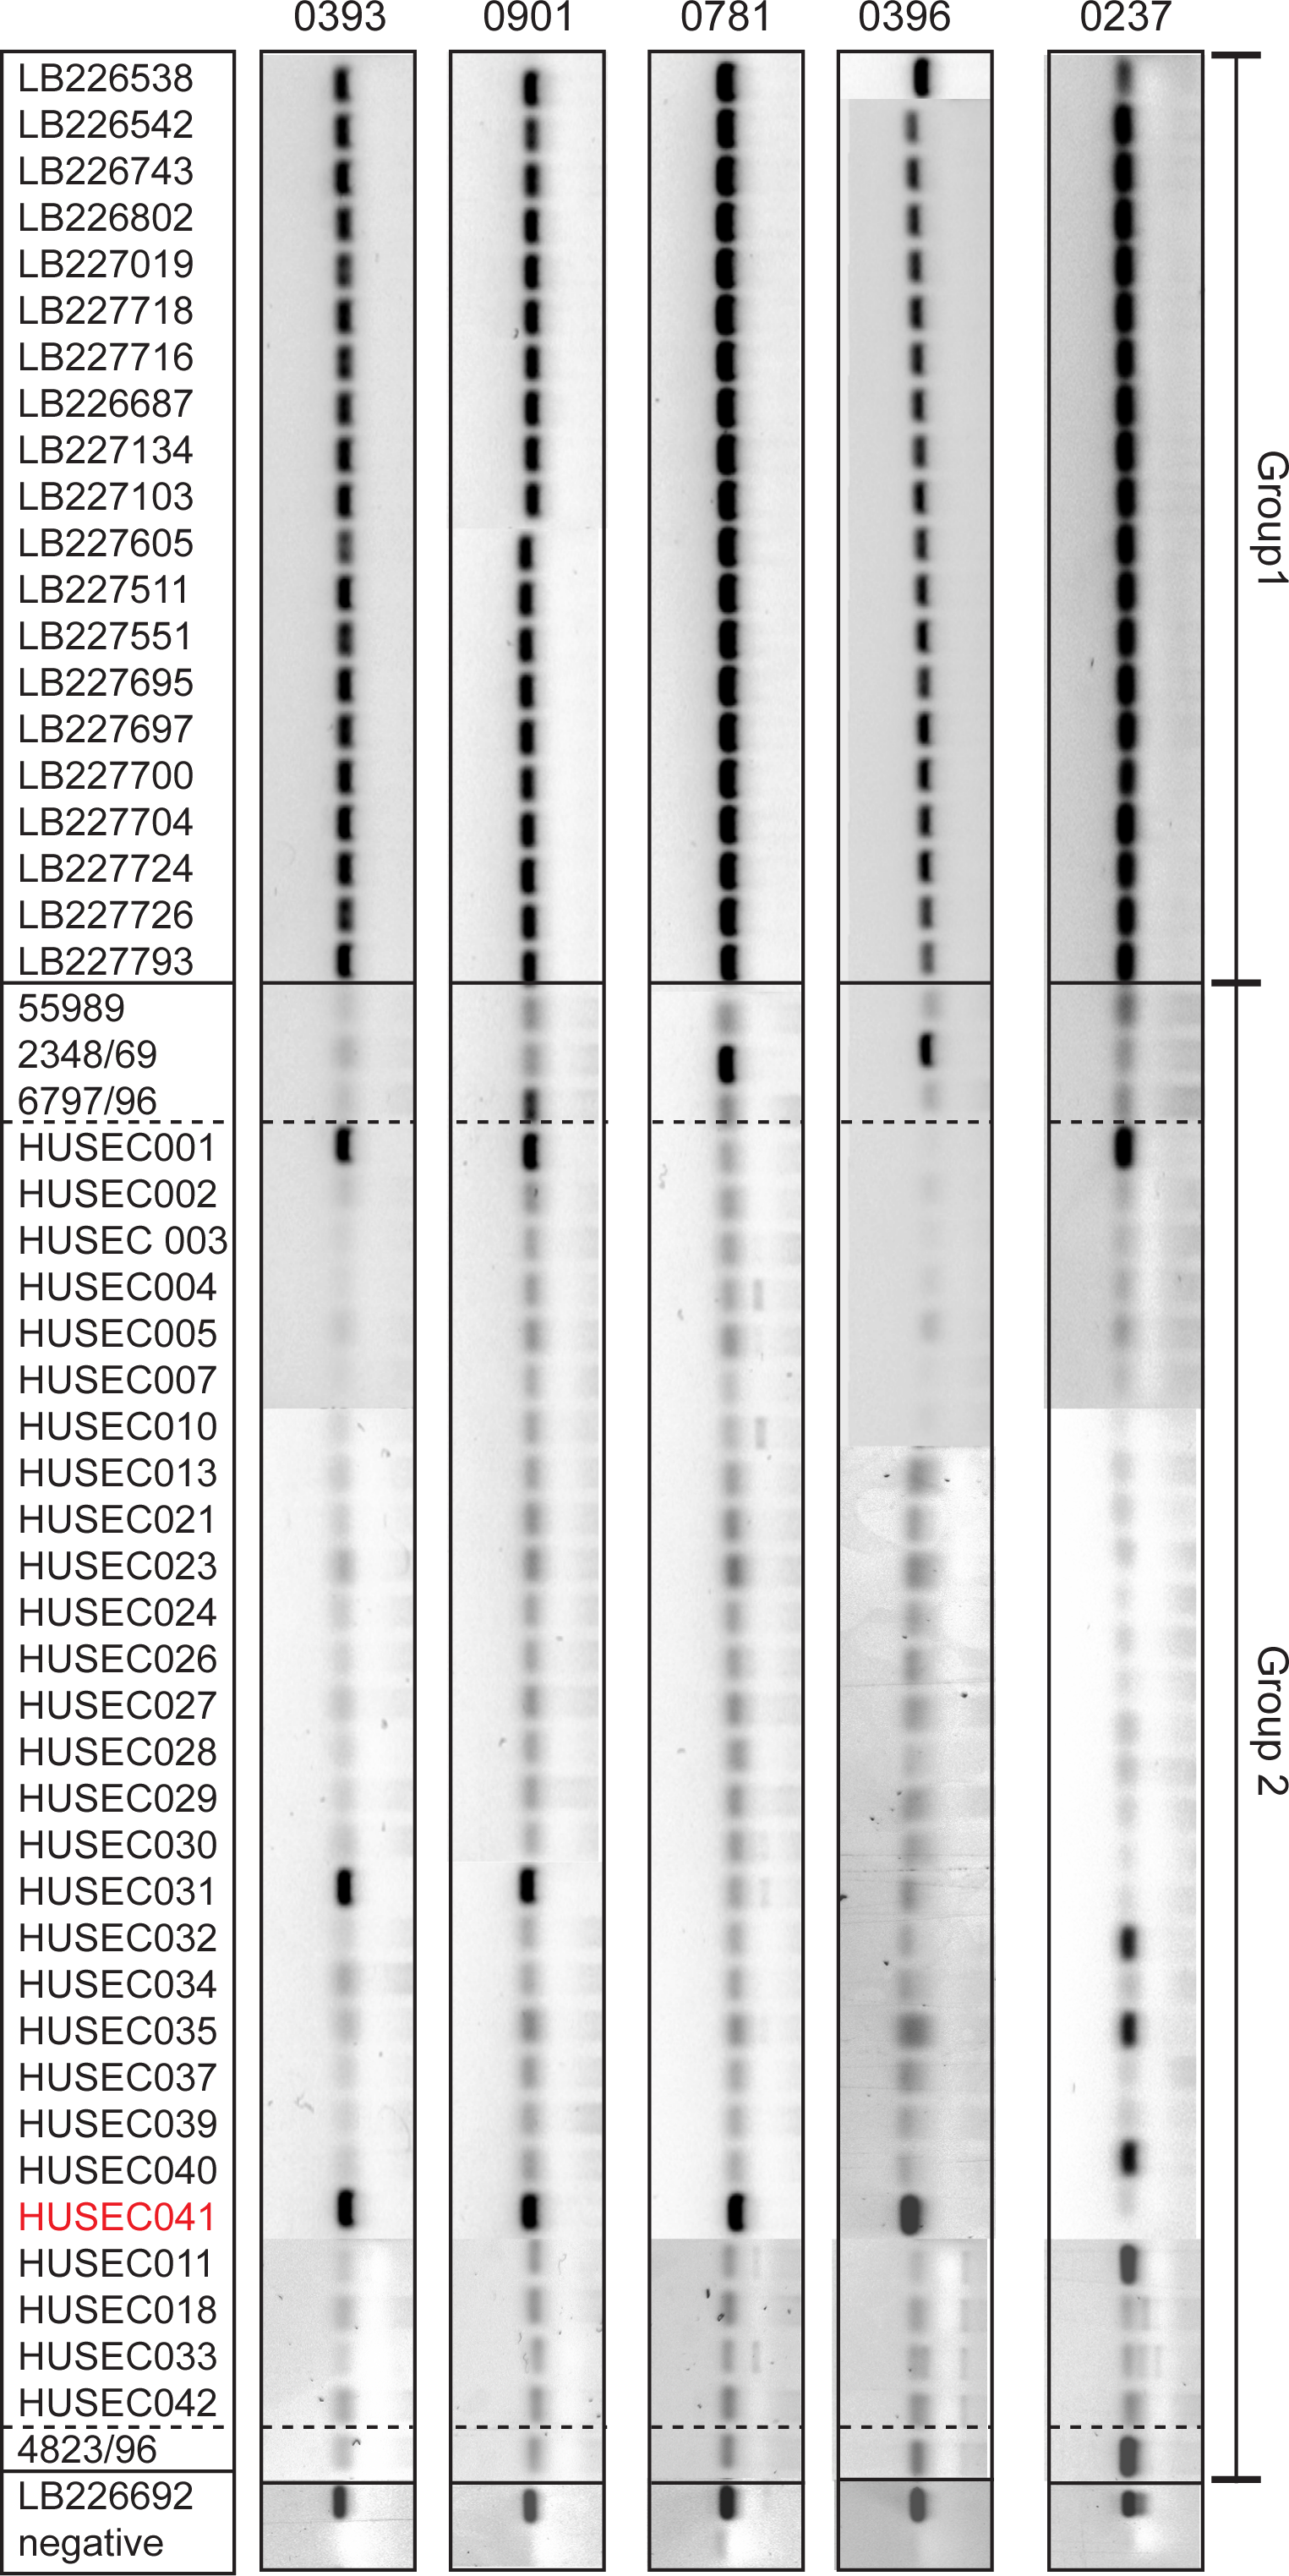 0393 0901 0781 0396 0237
LB226538
LB226542
LB226743
LB226802
LB227019
LB227718
LB227716
LB226687
LB227134
LB227103
LB227605
LB227511
LB227551
LB227695
LB227697
LB227700
LB227704
LB227724
LB227726
LB227793
Group1
55989
2348/69
6797/96
HUSEC001
HUSEC002
HUSEC 003
HUSEC004
HUSEC005
HUSEC007
HUSEC010
HUSEC013
HUSEC021
HUSEC023
HUSEC024
HUSEC026
HUSEC027
HUSEC028
HUSEC029
HUSEC030
HUSEC031
HUSEC032
HUSEC034
HUSEC035
HUSEC037
HUSEC039
HUSEC040
HUSEC041
HUSEC011
HUSEC018
HUSEC033
HUSEC042
4823/96
Group 2
LB226692
negative